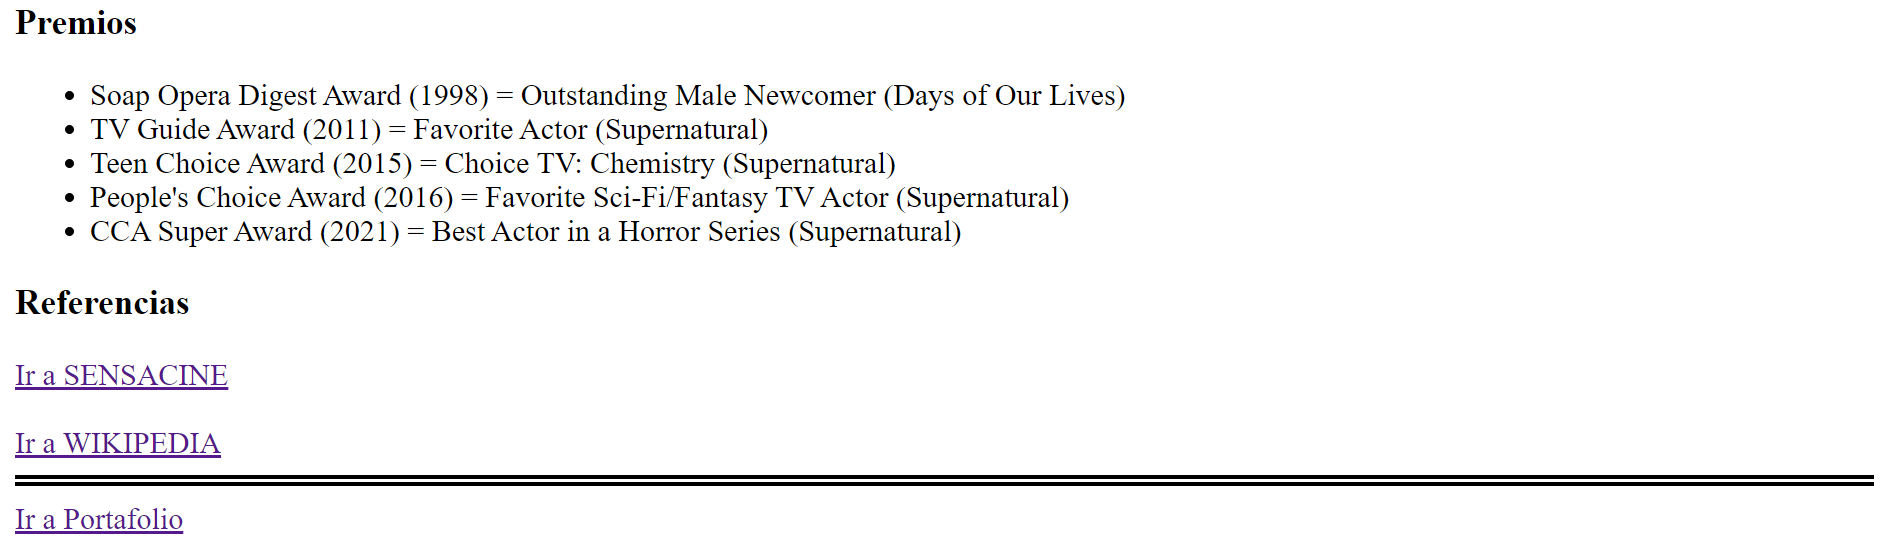 Premios
• Soap Opera Digest Award (1998) = Outstanding Male Newcomer (Days of Our Lives)
• TV Guide Award (2011) = Favorite Actor (Supernatural)
• Teen Choice Award (2015) = Choice TV: Chemistry (Supernatural)
• People's Choice Award (2016) = Favorite Sci-Fi/Fantasy TV Actor (Supernatural)
• CCA Super Award (2021) = Best Actor in a Horror Series (Supernatural)
Referencias
Ir a SENSACINE
Ir a WIKIPEDIA
Ir a Portafolio